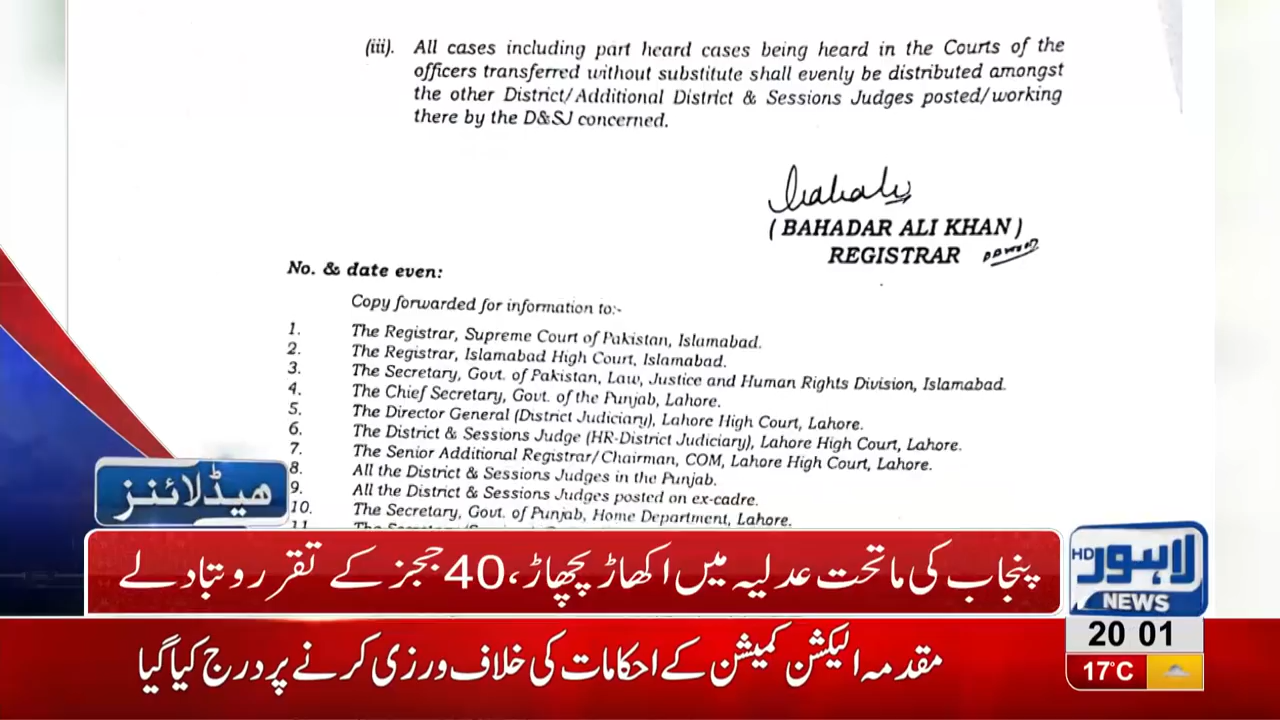 (iii). All cases including part heard cases being heard in the Courts of the
officers transferred without substitute shall evenly be distributed amongst
the other District/Additional District & Sessions Judges posted/working
there by the D&SJ concerned.
(BAHADAR ALI KHAN)
REGISTRAR
No. & date even:
Copy forwarded for information to:-
1. The Registrar, Supreme Court of Pakistan, Islamabad.
2. The Registrar, Islamabad High Court, Islamabad.
3. The Secretary, Govt. of Pakistan, Law, Justice and Human Rights Division, Islamabad.
4. The Chief Secretary, Govt. of the Punjab, Lahore.
5. The Director General (District Judiciary), Lahore High Court, Lahore.
6. The District & Sessions Judge (HR-District Judiciary), Lahore High Court, Lahore.
7. The Senior Additional Registrar/Chairman, COM, Lahore High Court, Lahore.
8. All the District & Sessions Judges in the Punjab.
9. All the District & Sessions Judges posted on ex-cadre.
10. The Secretary, Govt. of Punjab, Home Department, Lahore.
11
ھیڈلائنز
پنجاب کی ماتحت عدلیہ میں اکھاڑ پچھاڑ، 40 ججز کے تقرر و تبادلے
لاہور HD
NEWS
20 01
مقدمہ الیکشن کمیشن کے احکامات کی خلاف ورزی کرنے پر درج کیا گیا
17°C